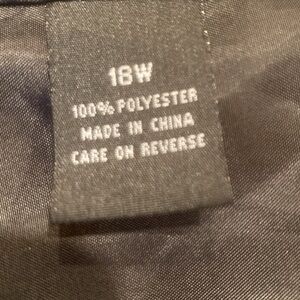 18W
100% POLYESTER
MADE IN CHINA
CARE ON REVERSE